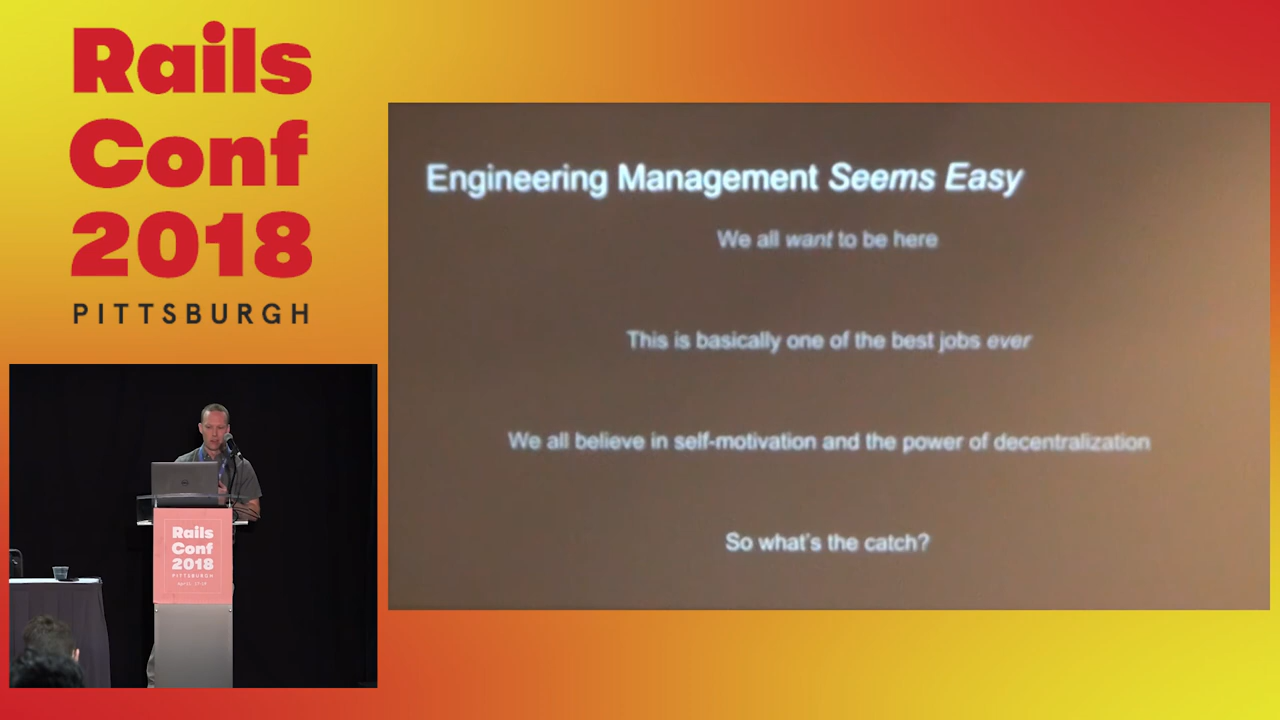 Rails
Conf
2018
PITTSBURGH
Engineering Management Seems Easy
We all want to be here
This is basically one of the best jobs ever
We all believe in self-motivation and the power of decentralization
So what's the catch?
Rails
Conf
2018
PITTSBURGH